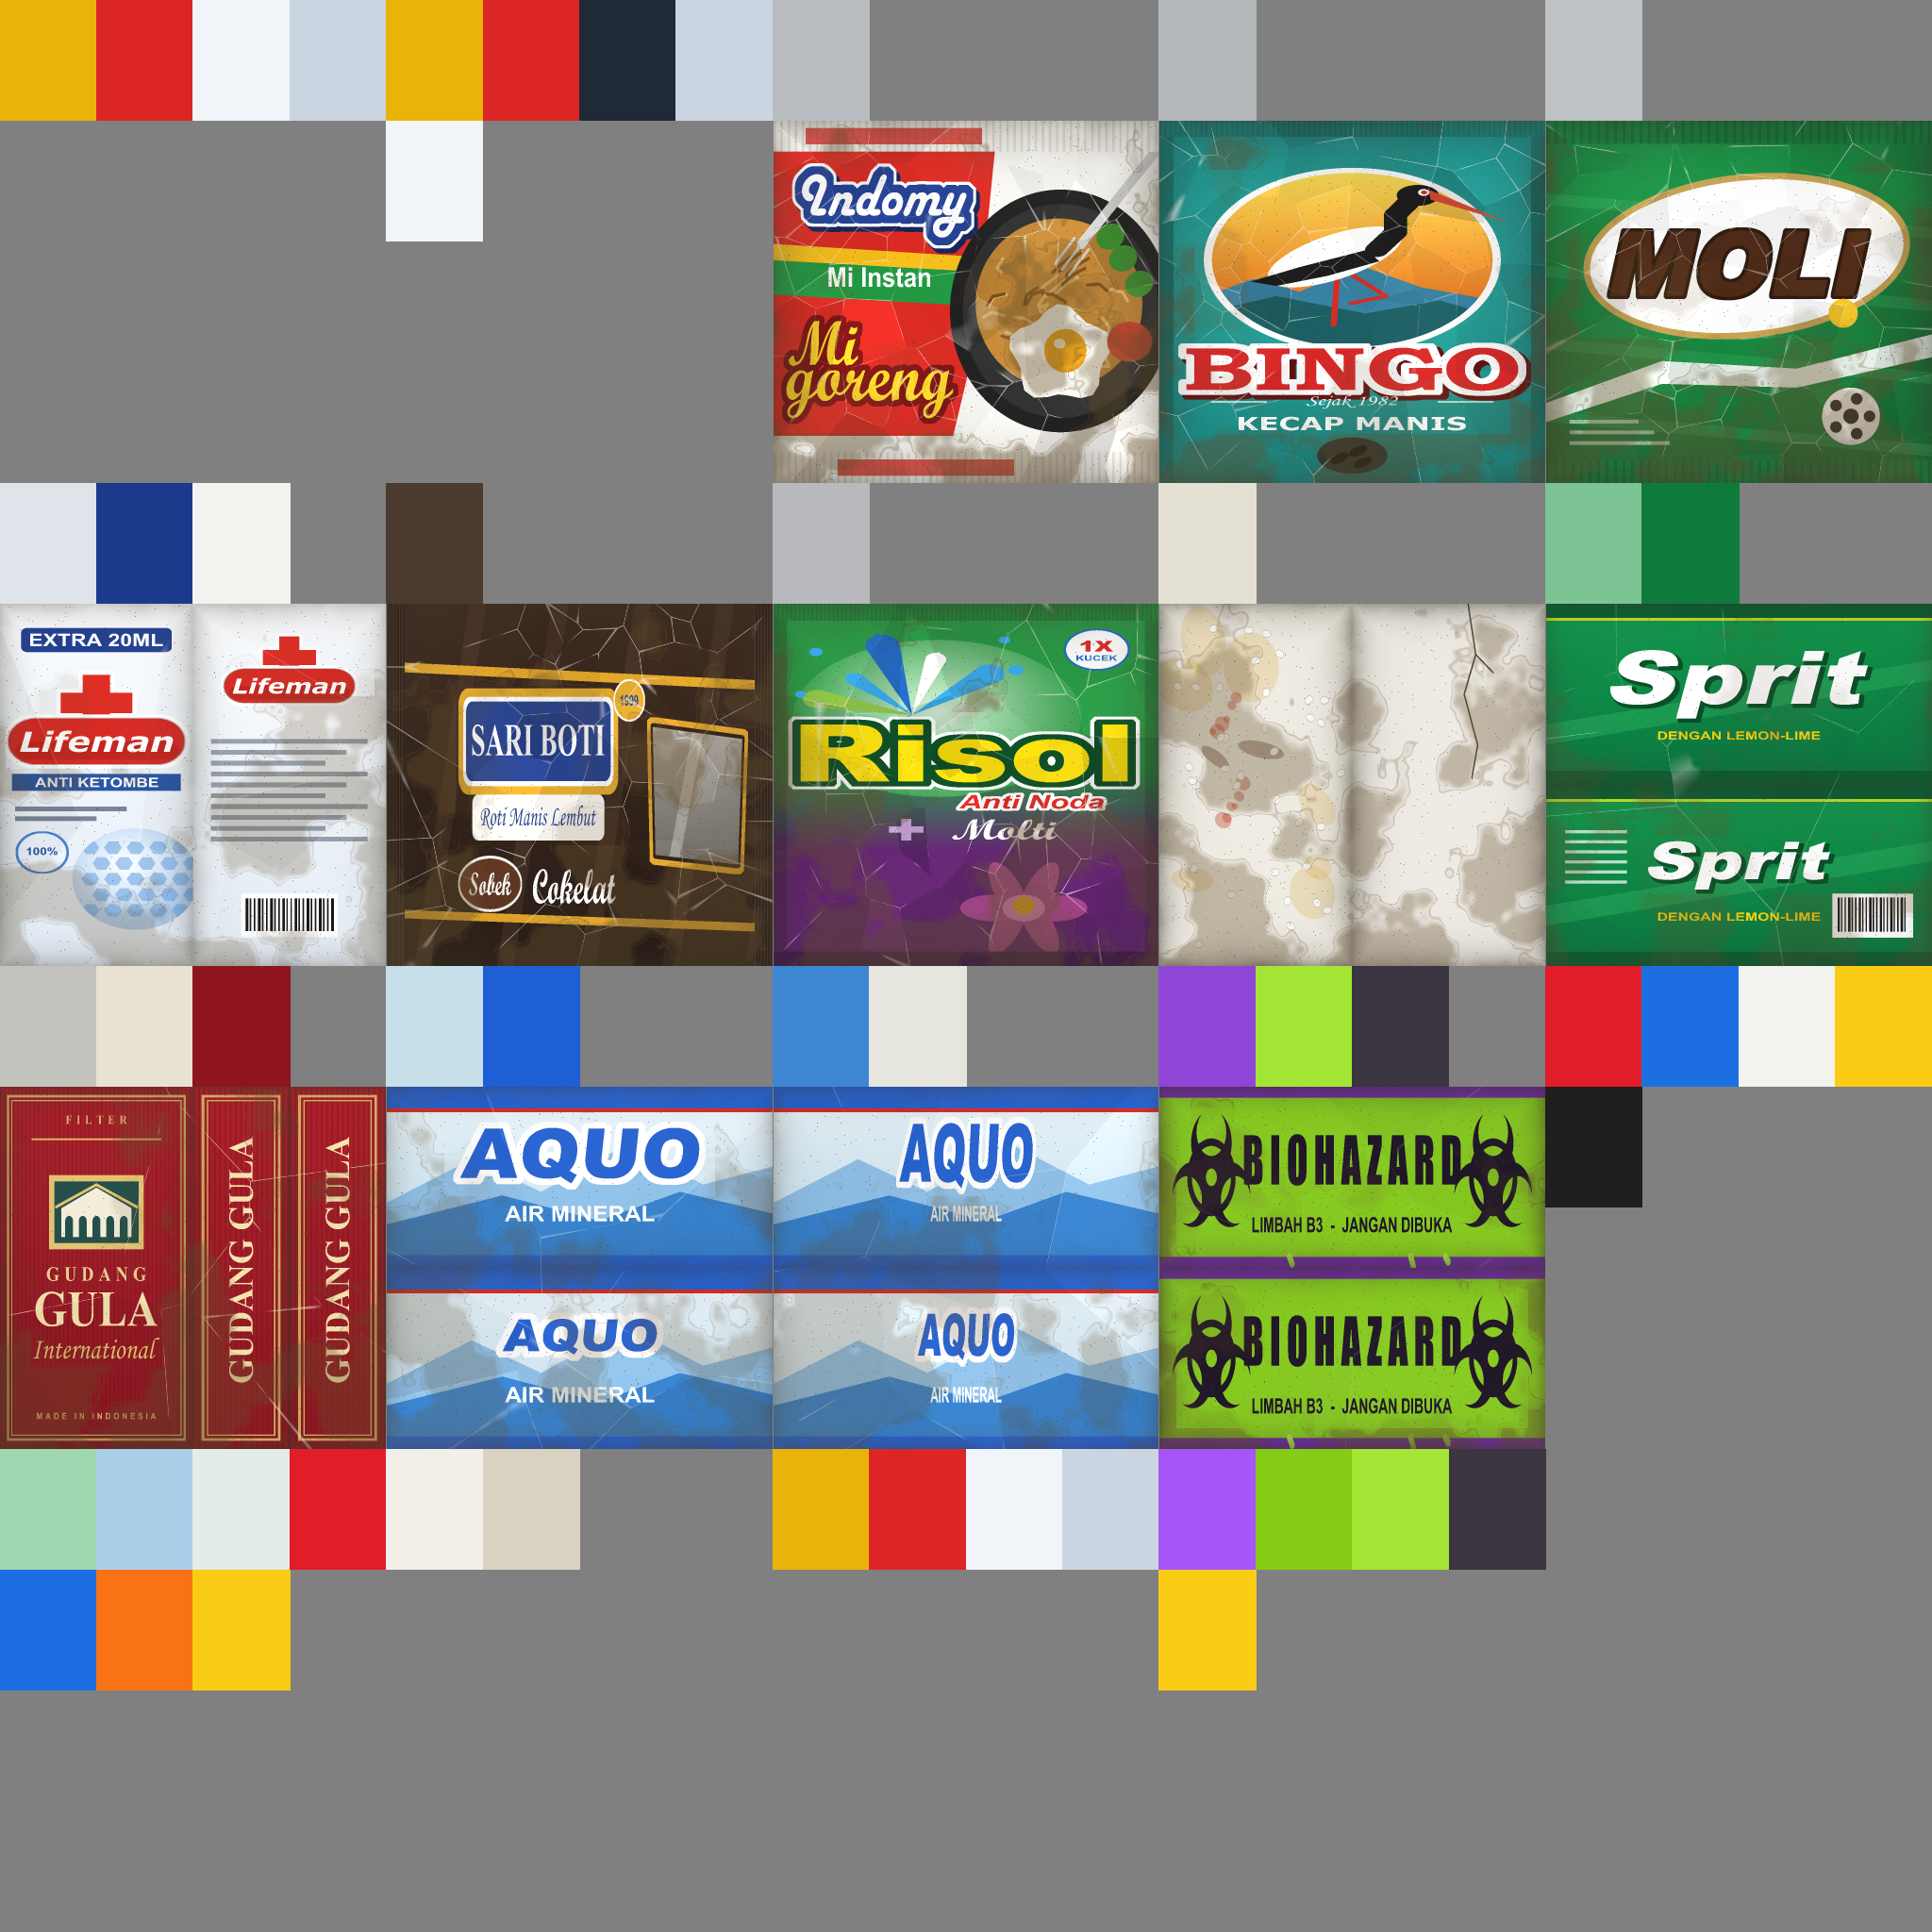 Indomy
Mi Instan
Mi
goreng
BINGO
Sejak 1982
KECAP MANIS
MOLI
EXTRA 20ML
Lifeman
ANTI KETOMBE
100%
Lifeman
1999
SARI BOTI
Roti Manis Lembut
Sobek
Cokelat
1X
KUCEK
Risol
Anti Noda
Molti
Sprit
DENGAN LEMON-LIME
Sprit
DENGAN LEMON-LIME
FILTER
GUDANG
GULA
International
MADE IN INDONESIA
GUDANG GULA
GUDANG GULA
AQUO
AIR MINERAL
AQUO
AIR MINERAL
AQUO
AIR MINERAL
AQUO
AIR MINERAL
BIOHAZARD
LIMBAH B3 - JANGAN DIBUKA
BIOHAZARD
LIMBAH B3 - JANGAN DIBUKA